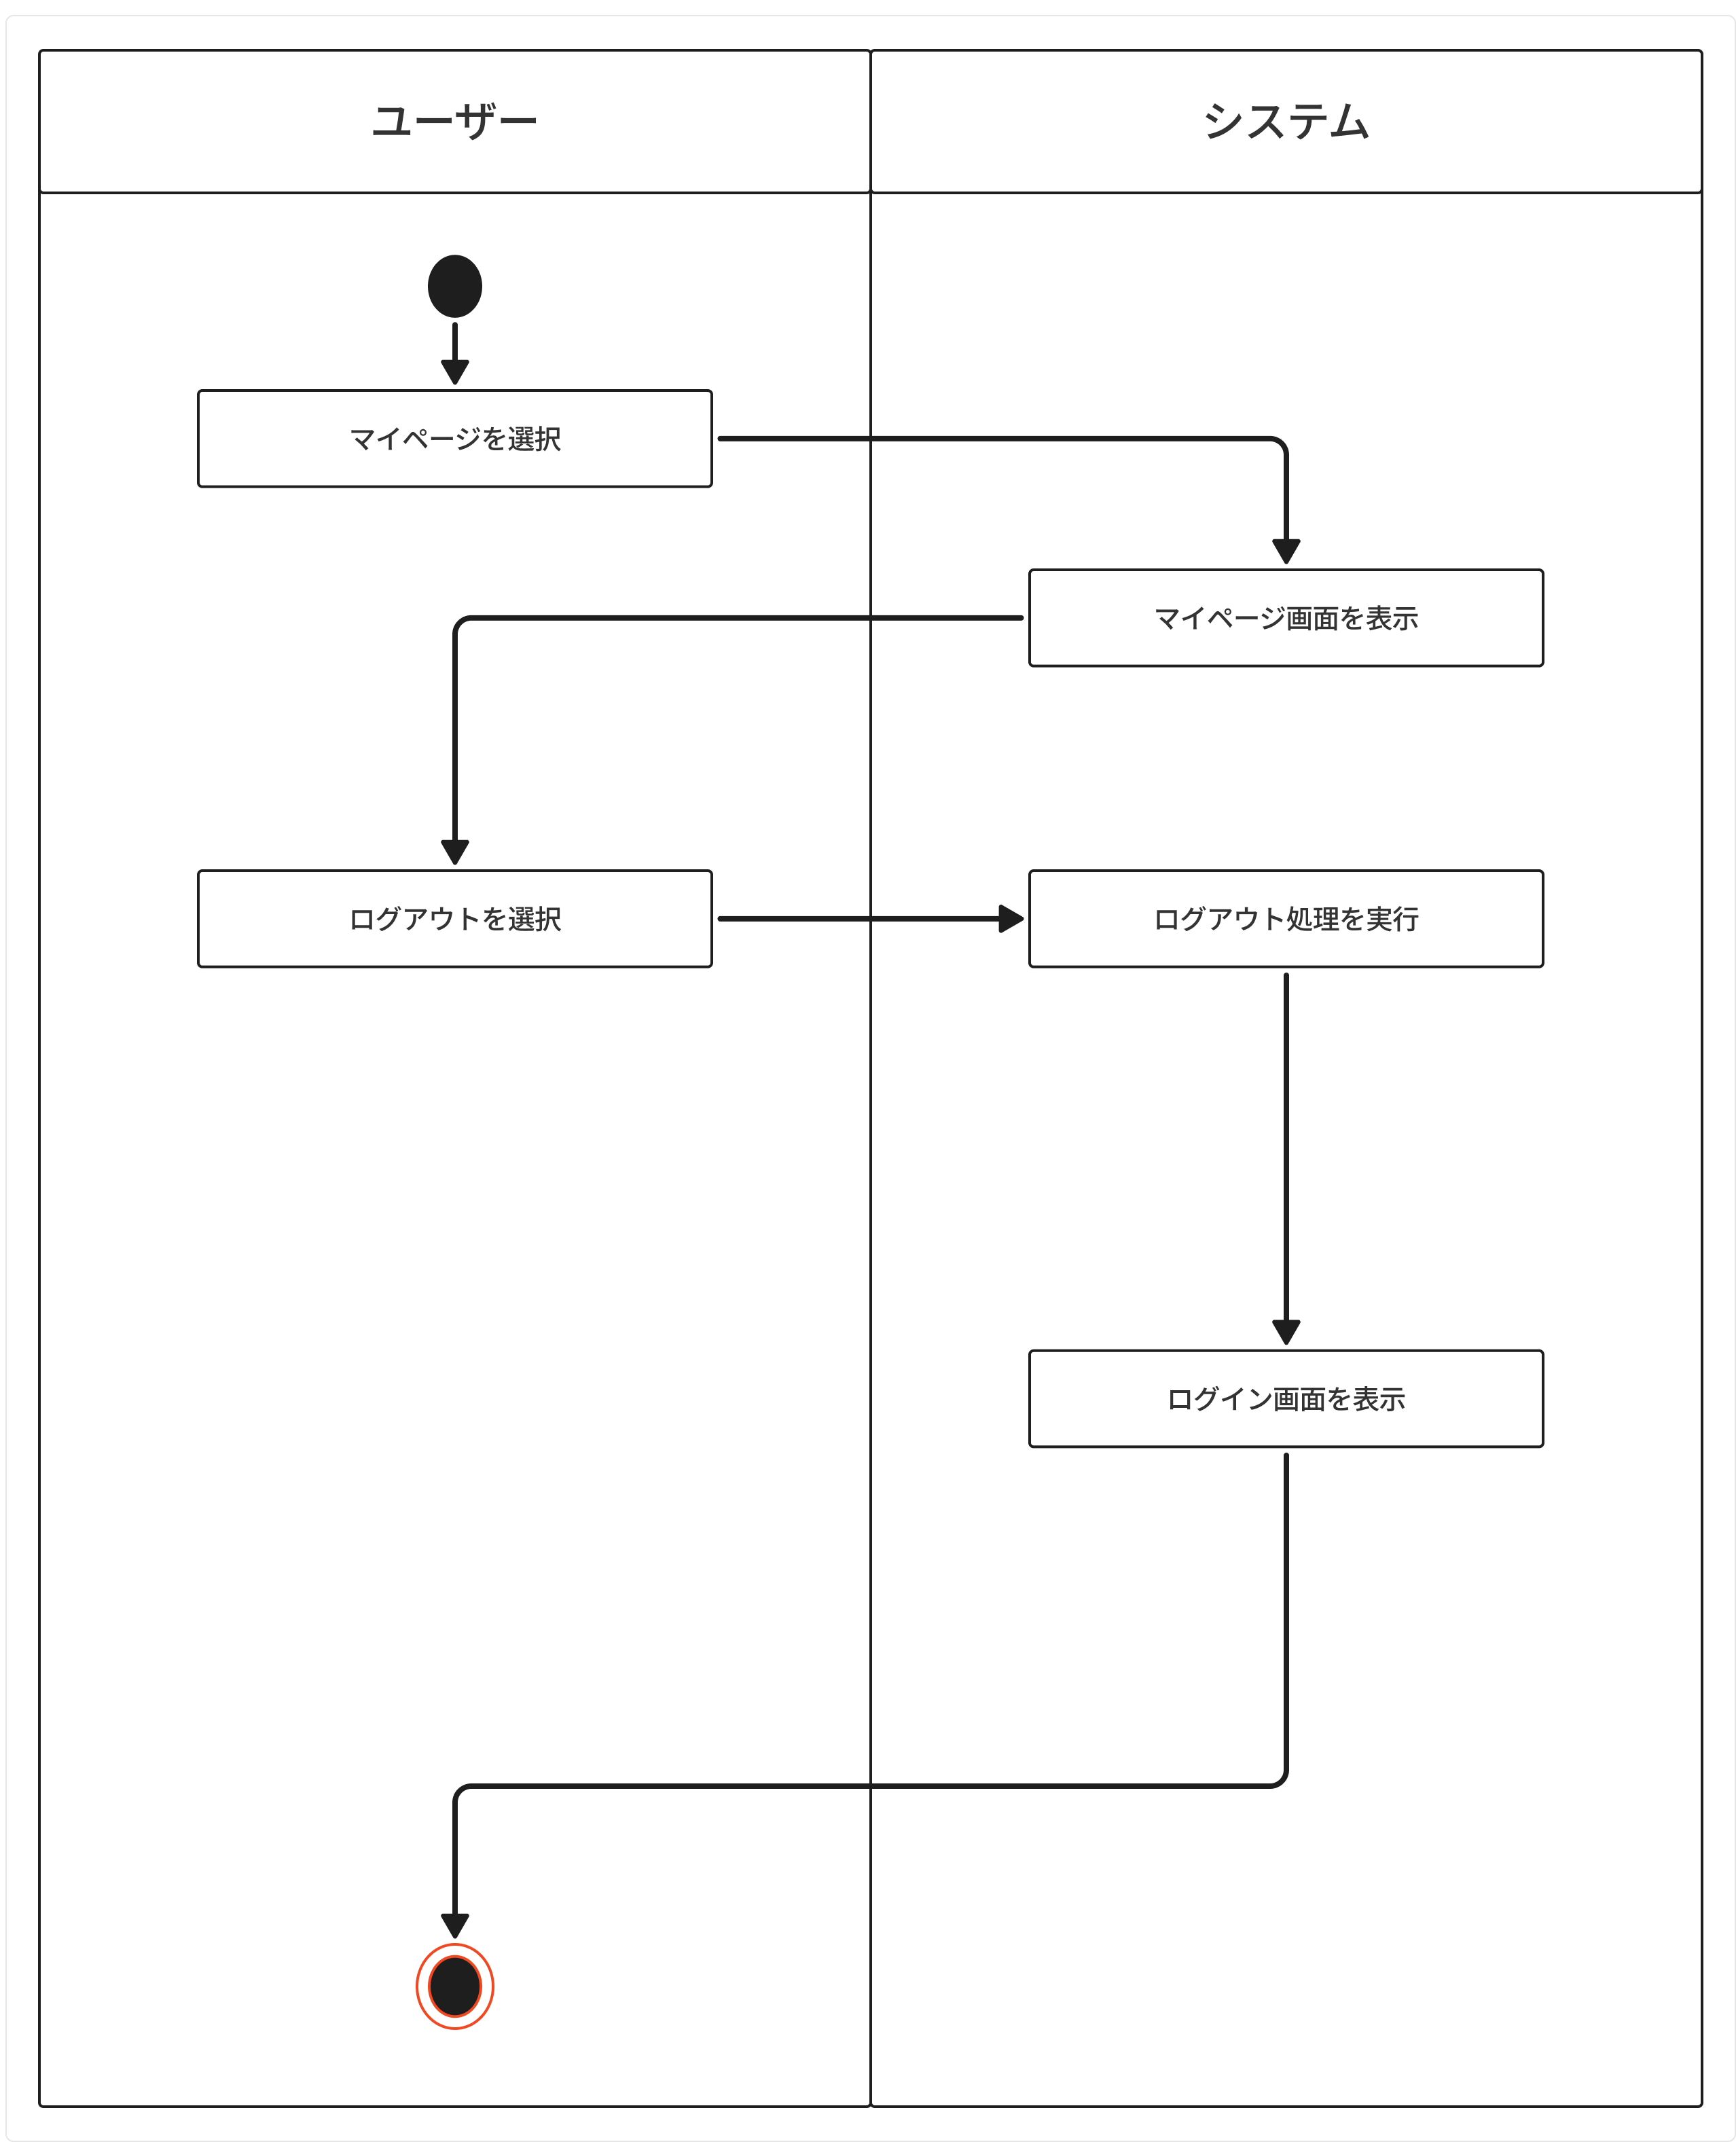 ユーザー
システム
マイページを選択
マイページ画面を表示
ログアウトを選択
ログアウト処理を実行
ログイン画面を表示